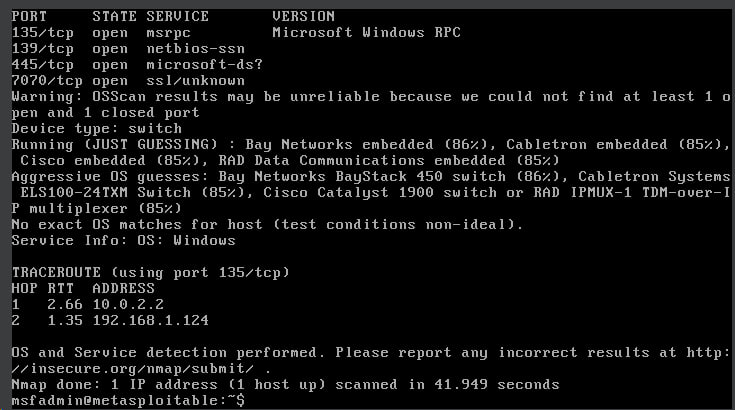 PORT     STATE SERVICE       VERSION
135/tcp  open  msrpc         Microsoft Windows RPC
139/tcp  open  netbios-ssn
445/tcp  open  microsoft-ds?
7070/tcp open  ssl/unknown
Warning: OSScan results may be unreliable because we could not find at least 1 o
pen and 1 closed port
Device type: switch
Running (JUST GUESSING) : Bay Networks embedded (86%), Cabletron embedded (85%),
 Cisco embedded (85%), RAD Data Communications embedded (85%)
Aggressive OS guesses: Bay Networks BayStack 450 switch (86%), Cabletron Systems
 ELS100-24TXM Switch (85%), Cisco Catalyst 1900 switch or RAD IPMUX-1 TDM-over-I
P multiplexer (85%)
No exact OS matches for host (test conditions non-ideal).
Service Info: OS: Windows

TRACEROUTE (using port 135/tcp)
HOP RTT  ADDRESS
1   2.66 10.0.2.2
2   1.35 192.168.1.124

OS and Service detection performed. Please report any incorrect results at http:
//insecure.org/nmap/submit/ .
Nmap done: 1 IP address (1 host up) scanned in 41.949 seconds
msfadmin@metasploitable:~$